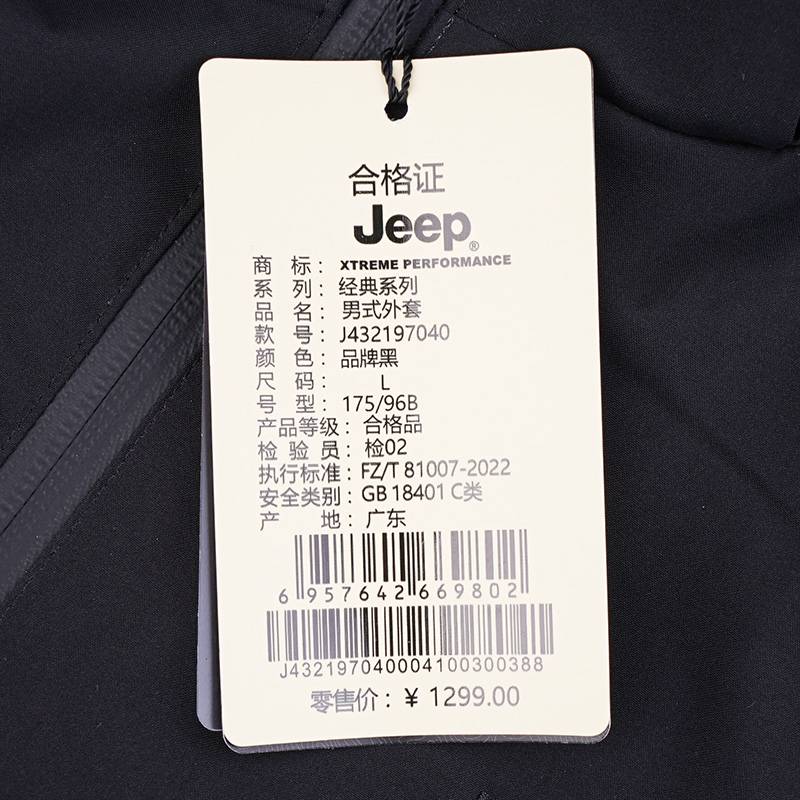 合格证
Jeep®
商 标： XTREME PERFORMANCE
系 列：经典系列
品 名：男式外套
款 号：J432197040
颜 色：品牌黑
尺 码： L
号 型：175/96B
产品等级：合格品
检 验 员：检02
执行标准：FZ/T 81007-2022
安全类别：GB 18401 C类
产 地：广东
6 957642 669802
J432197040004100300388
零售价：¥ 1299.00